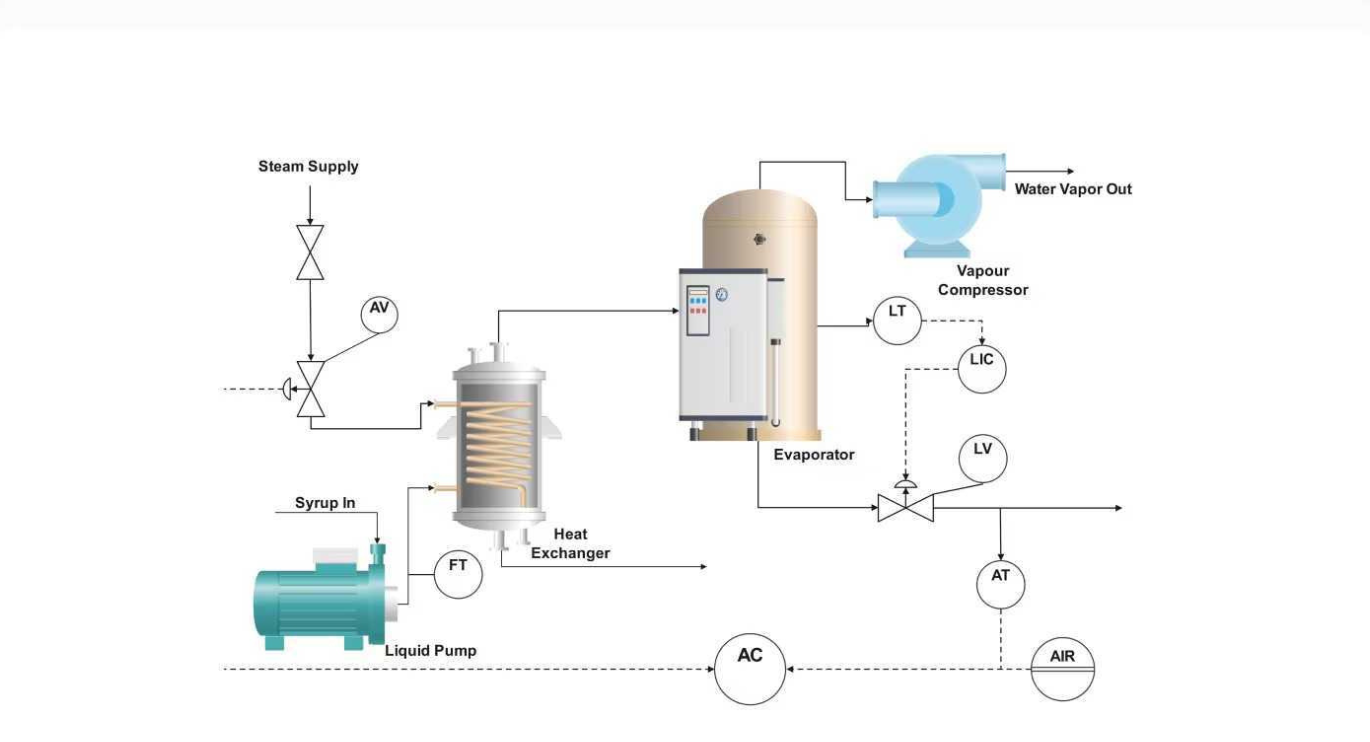 Steam Supply
Water Vapor Out
Vapour
Compressor
AV
LT
LIC
LV
Evaporator
Syrup In
Heat
Exchanger
FT
AT
Liquid Pump
AC
AIR